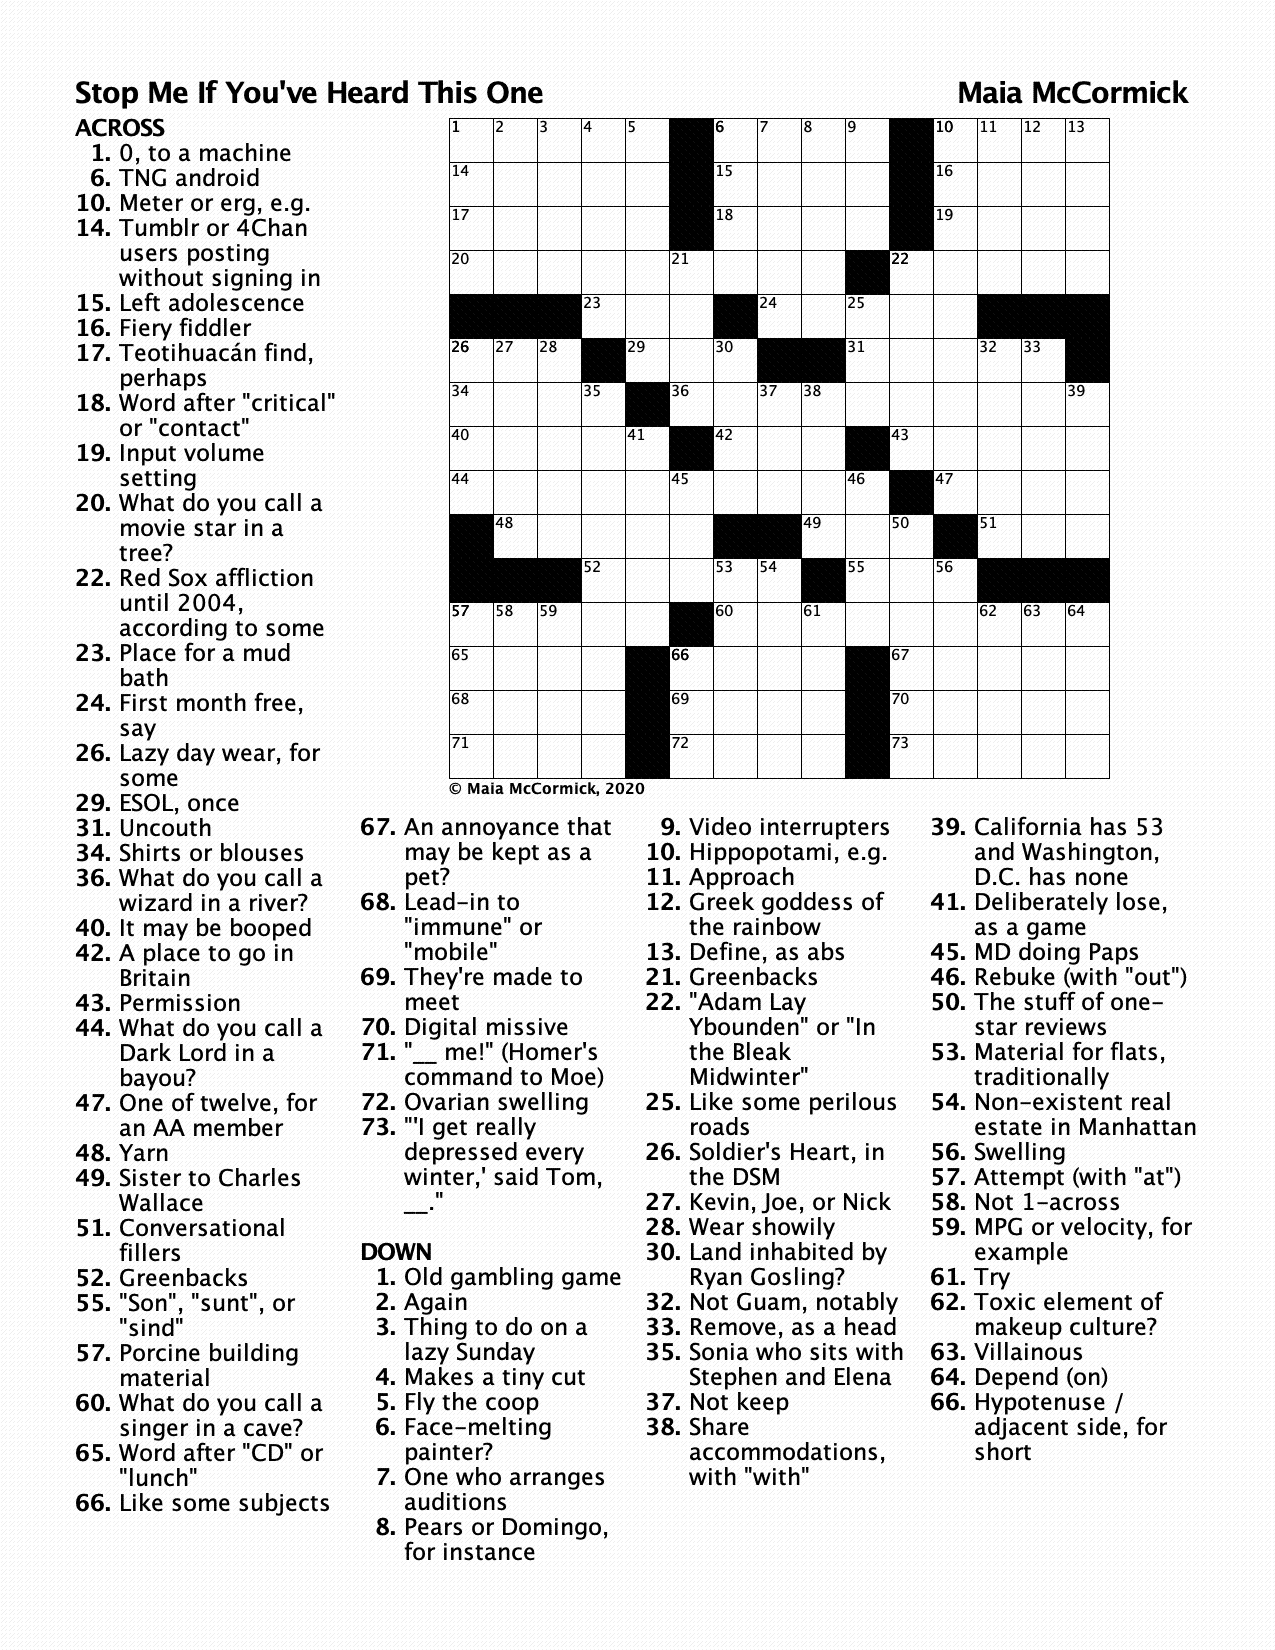 Stop Me If You've Heard This One
Maia McCormick
ACROSS
1. 0, to a machine
6. TNG android
10. Meter or erg, e.g.
14. Tumblr or 4Chan
users posting
without signing in
15. Left adolescence
16. Fiery fiddler
17. Teotihuacán find,
perhaps
18. Word after "critical"
or "contact"
19. Input volume
setting
20. What do you call a
movie star in a
tree?
22. Red Sox affliction
until 2004,
according to some
23. Place for a mud
bath
24. First month free,
say
26. Lazy day wear, for
some
29. ESOL, once
31. Uncouth
34. Shirts or blouses
36. What do you call a
wizard in a river?
40. It may be booped
42. A place to go in
Britain
43. Permission
44. What do you call a
Dark Lord in a
bayou?
47. One of twelve, for
an AA member
48. Yarn
49. Sister to Charles
Wallace
51. Conversational
fillers
52. Greenbacks
55. "Son", "sunt", or
"sind"
57. Porcine building
material
60. What do you call a
singer in a cave?
65. Word after "CD" or
"lunch"
66. Like some subjects
1 2 3 4 5 6 7 8 9 10 11 12 13
14 15 16
17 18 19
20 21 22
23 24 25
26 27 28 29 30 31 32 33
34 35 36 37 38 39
40 41 42 43
44 45 46 47
48 49 50 51
52 53 54 55 56
57 58 59 60 61 62 63 64
65 66 67
68 69 70
71 72 73
© Maia McCormick, 2020
67. An annoyance that
may be kept as a
pet?
68. Lead-in to
"immune" or
"mobile"
69. They're made to
meet
70. Digital missive
71. "__ me!" (Homer's
command to Moe)
72. Ovarian swelling
73. "'I get really
depressed every
winter,' said Tom,
__."
DOWN
1. Old gambling game
2. Again
3. Thing to do on a
lazy Sunday
4. Makes a tiny cut
5. Fly the coop
6. Face-melting
painter?
7. One who arranges
auditions
8. Pears or Domingo,
for instance
9. Video interrupters
10. Hippopotami, e.g.
11. Approach
12. Greek goddess of
the rainbow
13. Define, as abs
21. Greenbacks
22. "Adam Lay
Ybounden" or "In
the Bleak
Midwinter"
25. Like some perilous
roads
26. Soldier's Heart, in
the DSM
27. Kevin, Joe, or Nick
28. Wear showily
30. Land inhabited by
Ryan Gosling?
32. Not Guam, notably
33. Remove, as a head
35. Sonia who sits with
Stephen and Elena
37. Not keep
38. Share
accommodations,
with "with"
39. California has 53
and Washington,
D.C. has none
41. Deliberately lose,
as a game
45. MD doing Paps
46. Rebuke (with "out")
50. The stuff of one-
star reviews
53. Material for flats,
traditionally
54. Non-existent real
estate in Manhattan
56. Swelling
57. Attempt (with "at")
58. Not 1-across
59. MPG or velocity, for
example
61. Try
62. Toxic element of
makeup culture?
63. Villainous
64. Depend (on)
66. Hypotenuse /
adjacent side, for
short